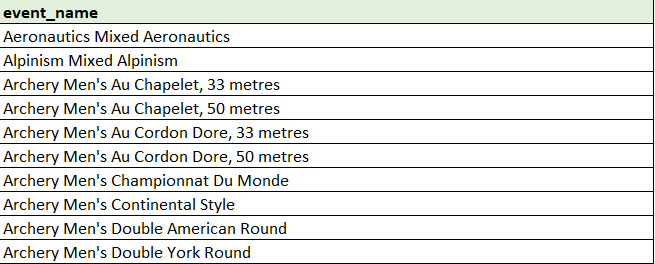 event_name
Aeronautics Mixed Aeronautics
Alpinism Mixed Alpinism
Archery Men's Au Chapelet, 33 metres
Archery Men's Au Chapelet, 50 metres
Archery Men's Au Cordon Dore, 33 metres
Archery Men's Au Cordon Dore, 50 metres
Archery Men's Championnat Du Monde
Archery Men's Continental Style
Archery Men's Double American Round
Archery Men's Double York Round